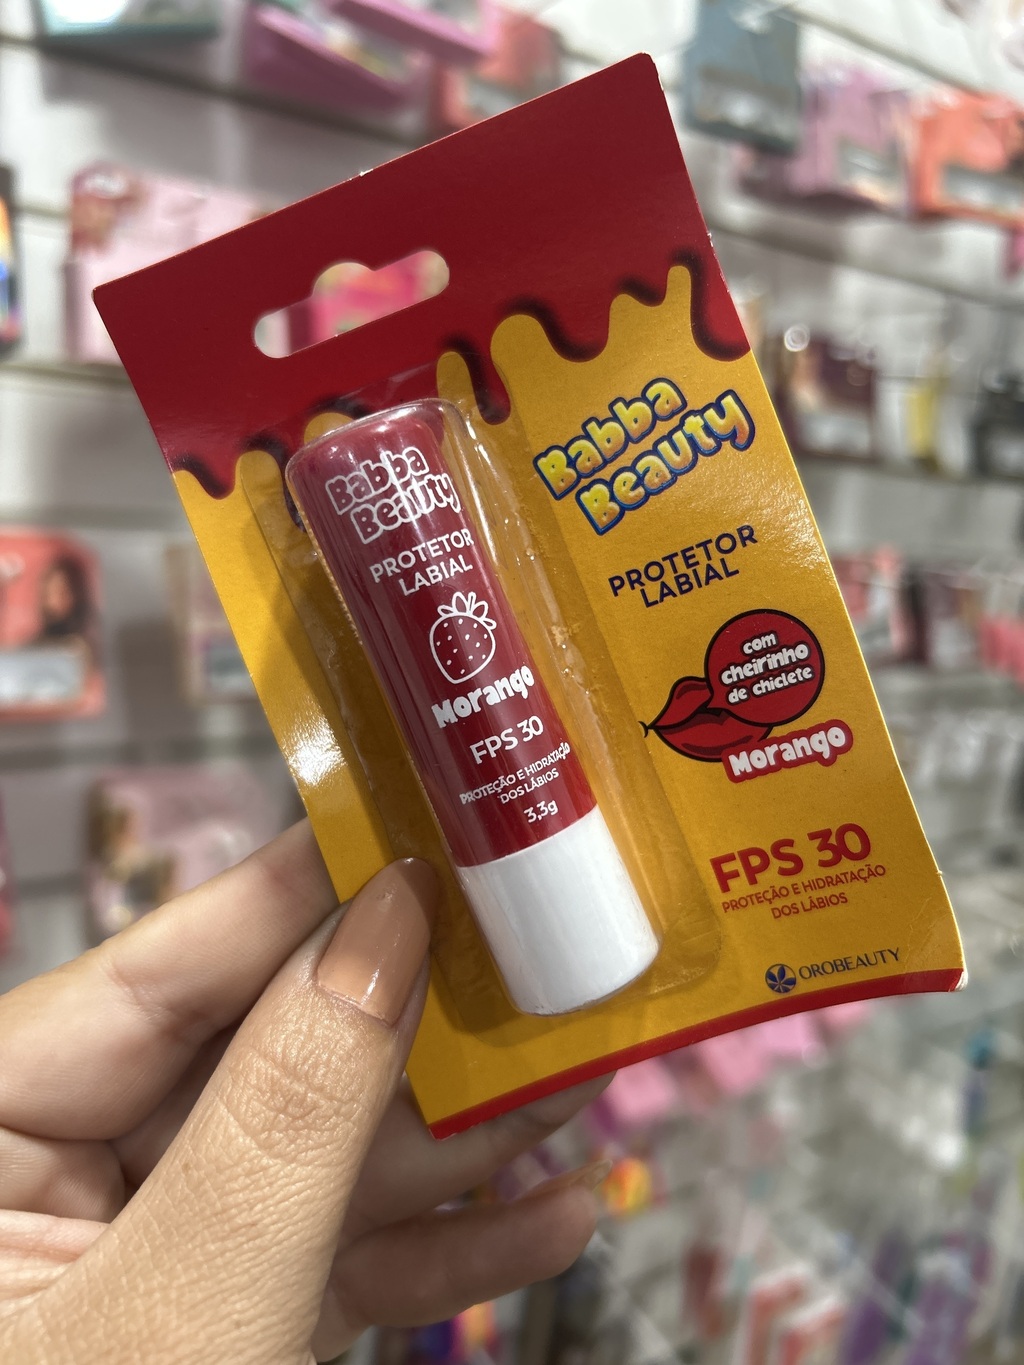 Babba
Beauty
PROTETOR
LABIAL
Morango
FPS 30
PROTEÇÃO E HIDRATAÇÃO
DOS LÁBIOS
3,3g
Babba
Beauty
PROTETOR
LABIAL
com
cheirinho
de chiclete
Morango
FPS 30
PROTEÇÃO E HIDRATAÇÃO
DOS LÁBIOS
OROBEAUTY